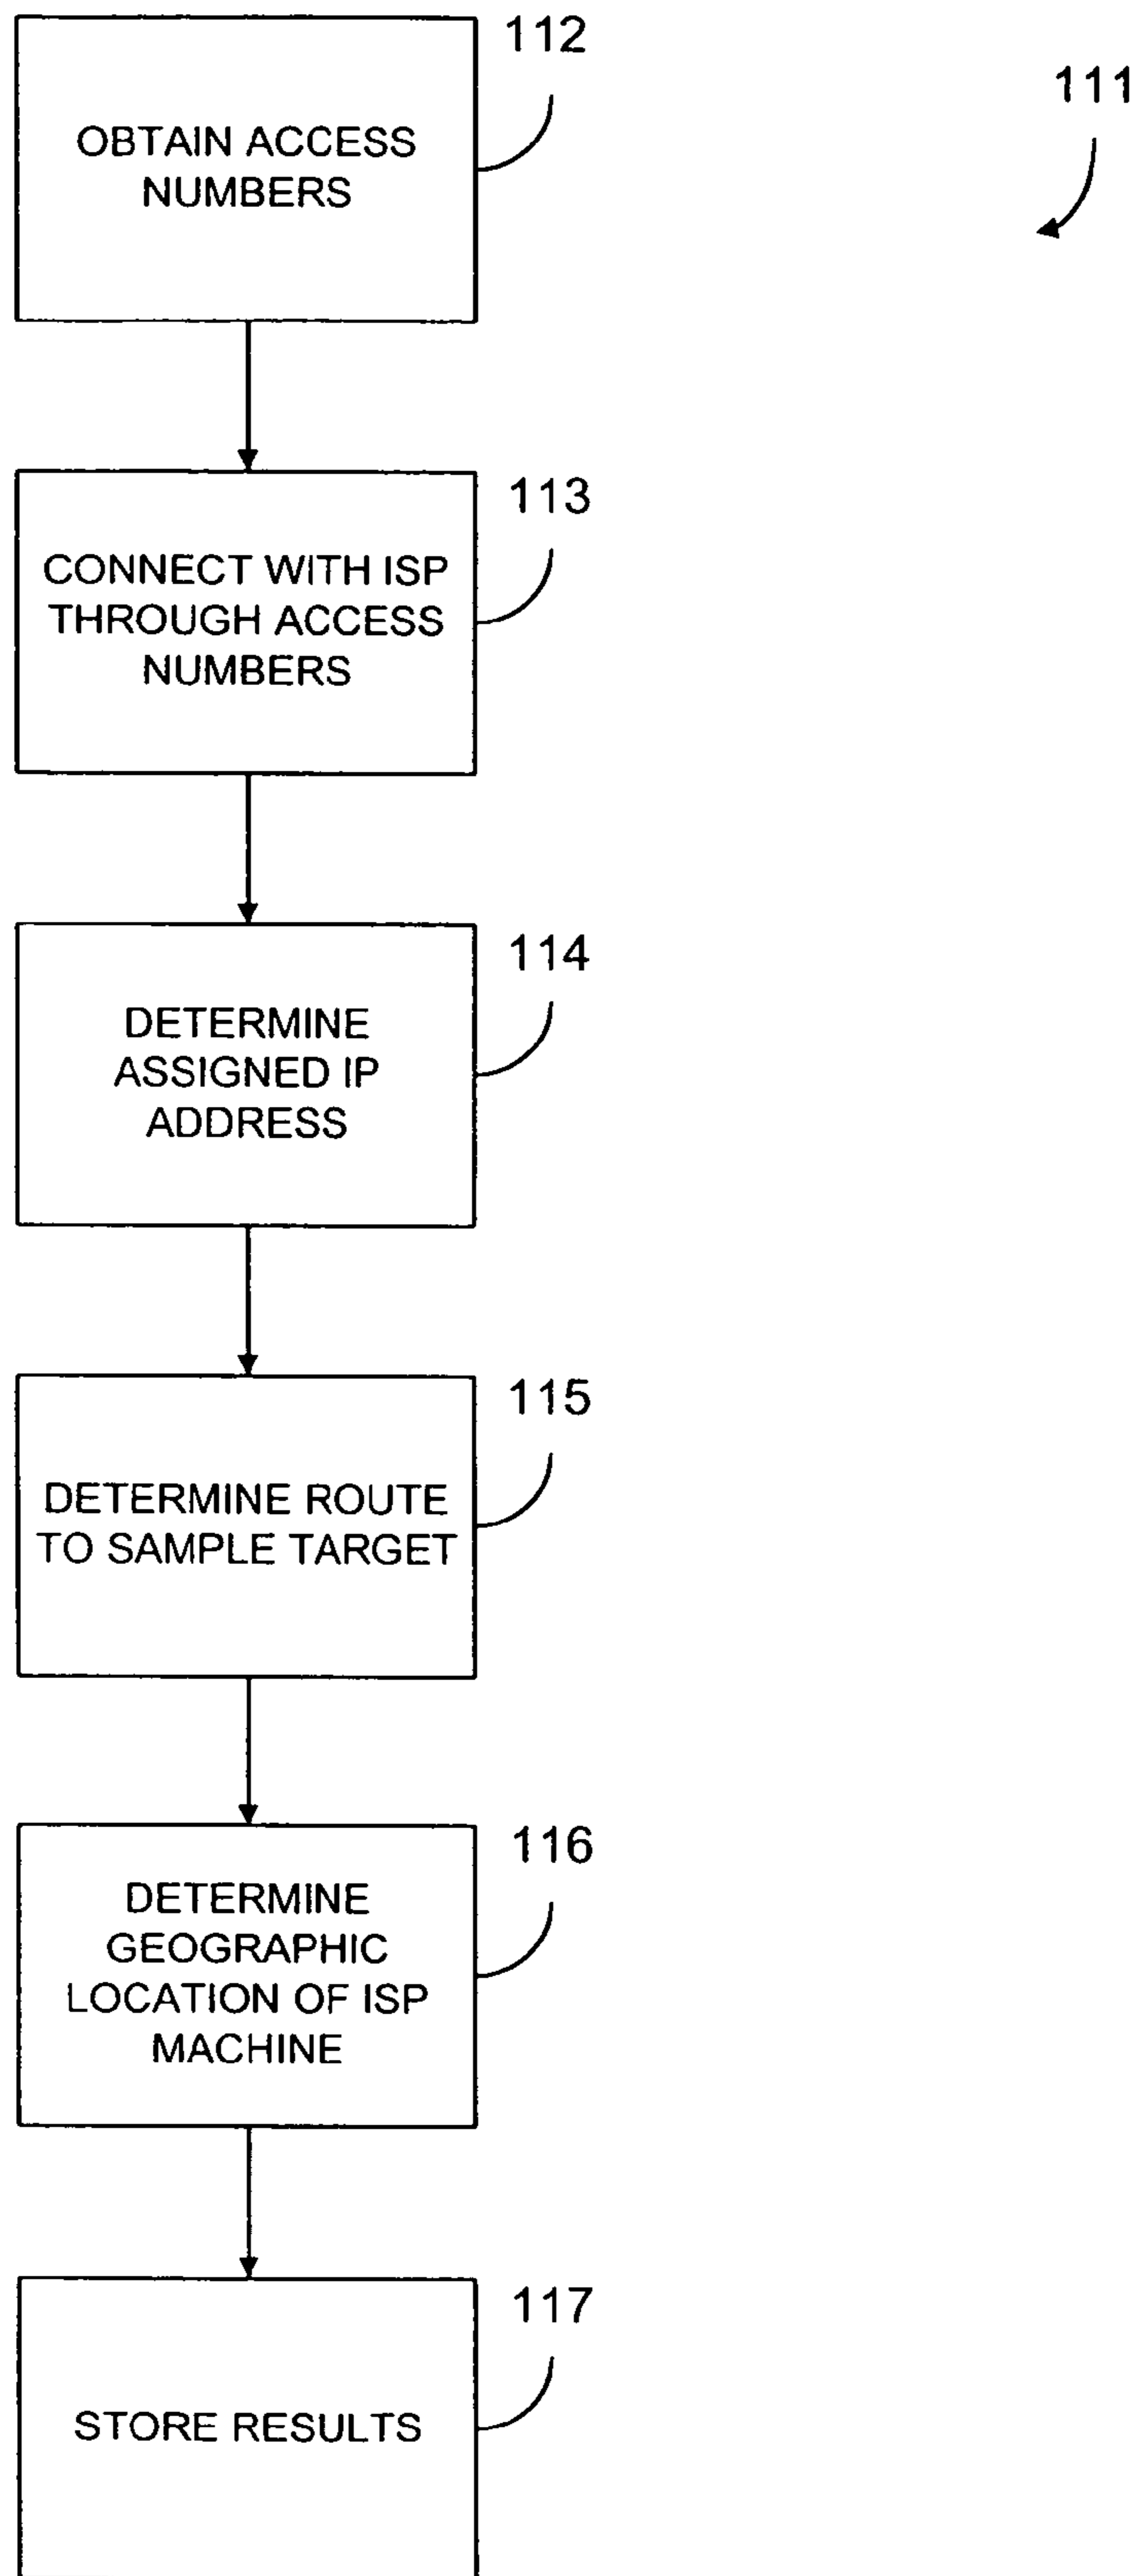 112
111
OBTAIN ACCESS
NUMBERS
113
CONNECT WITH ISP
THROUGH ACCESS
NUMBERS
114
DETERMINE
ASSIGNED IP
ADDRESS
115
DETERMINE ROUTE
TO SAMPLE TARGET
116
DETERMINE
GEOGRAPHIC
LOCATION OF ISP
MACHINE
117
STORE RESULTS